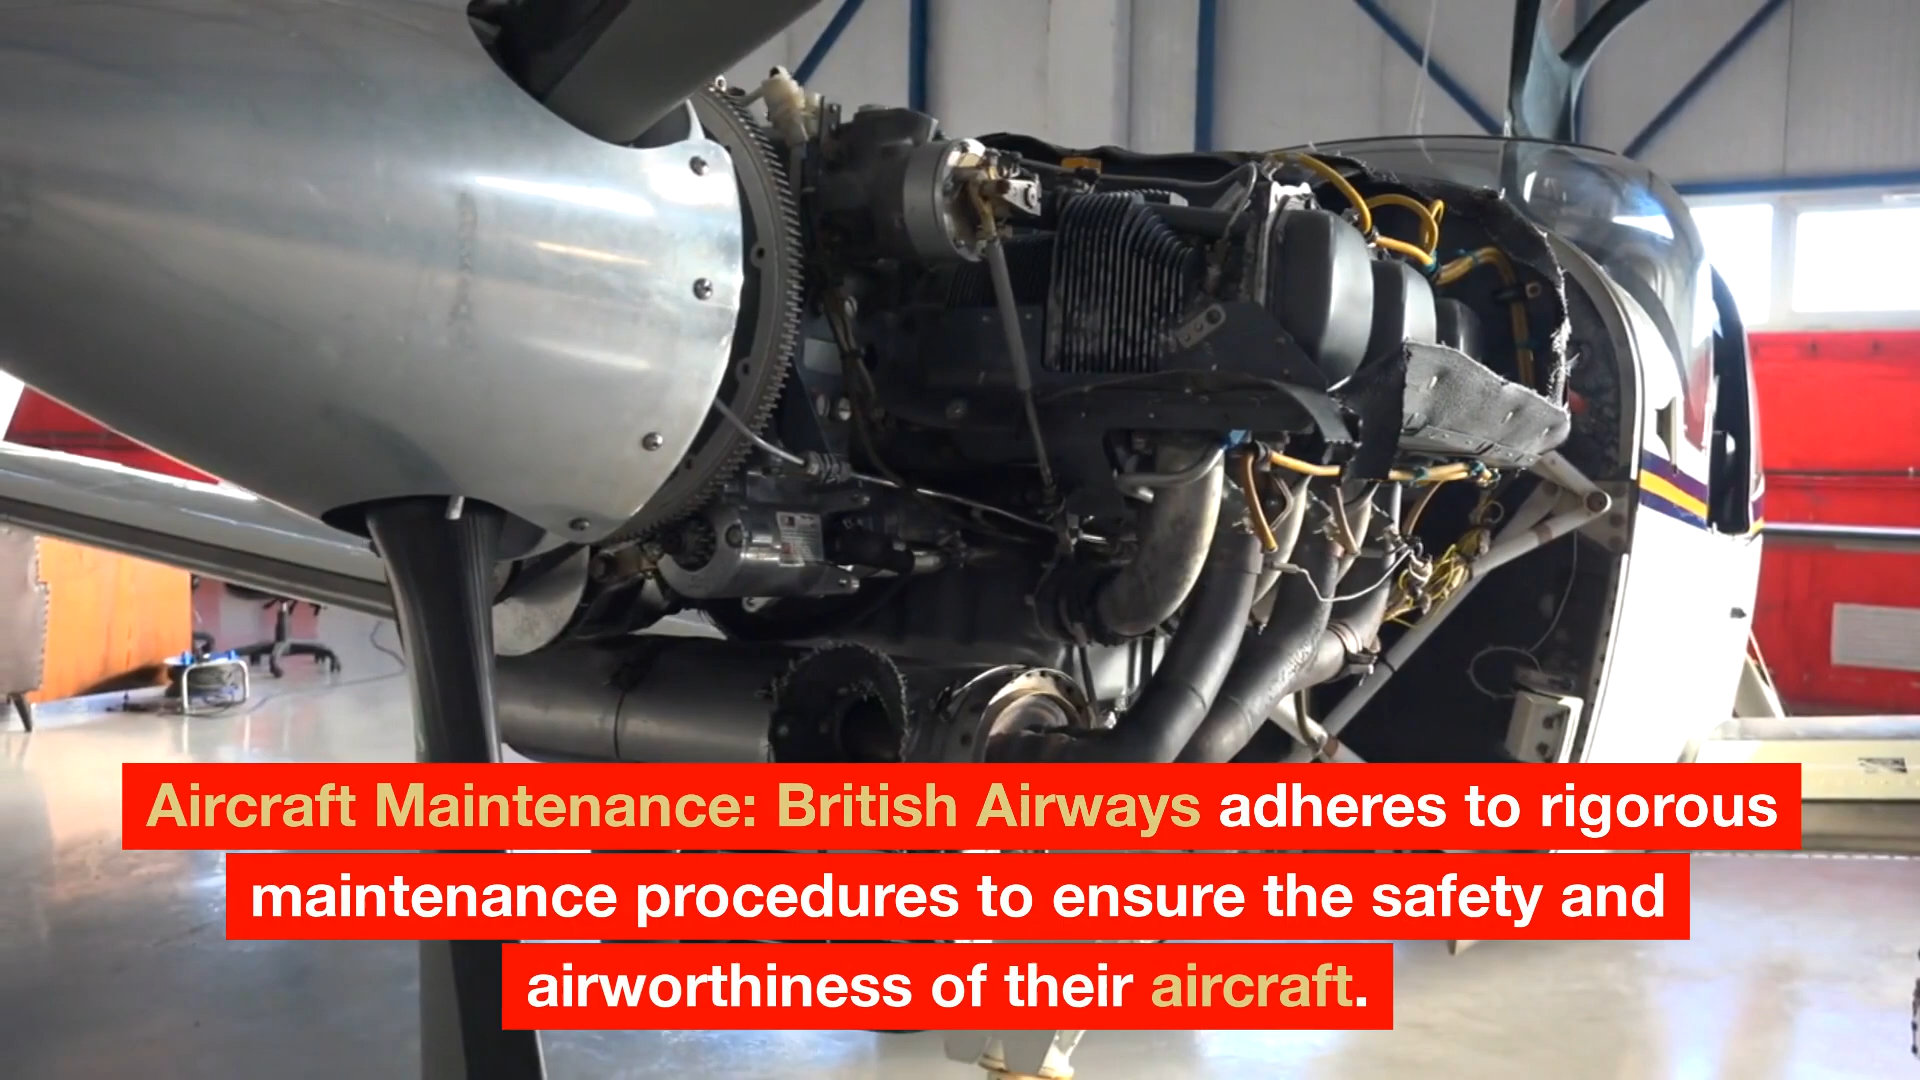 Aircraft Maintenance: British Airways adheres to rigorous
maintenance procedures to ensure the safety and
airworthiness of their aircraft.